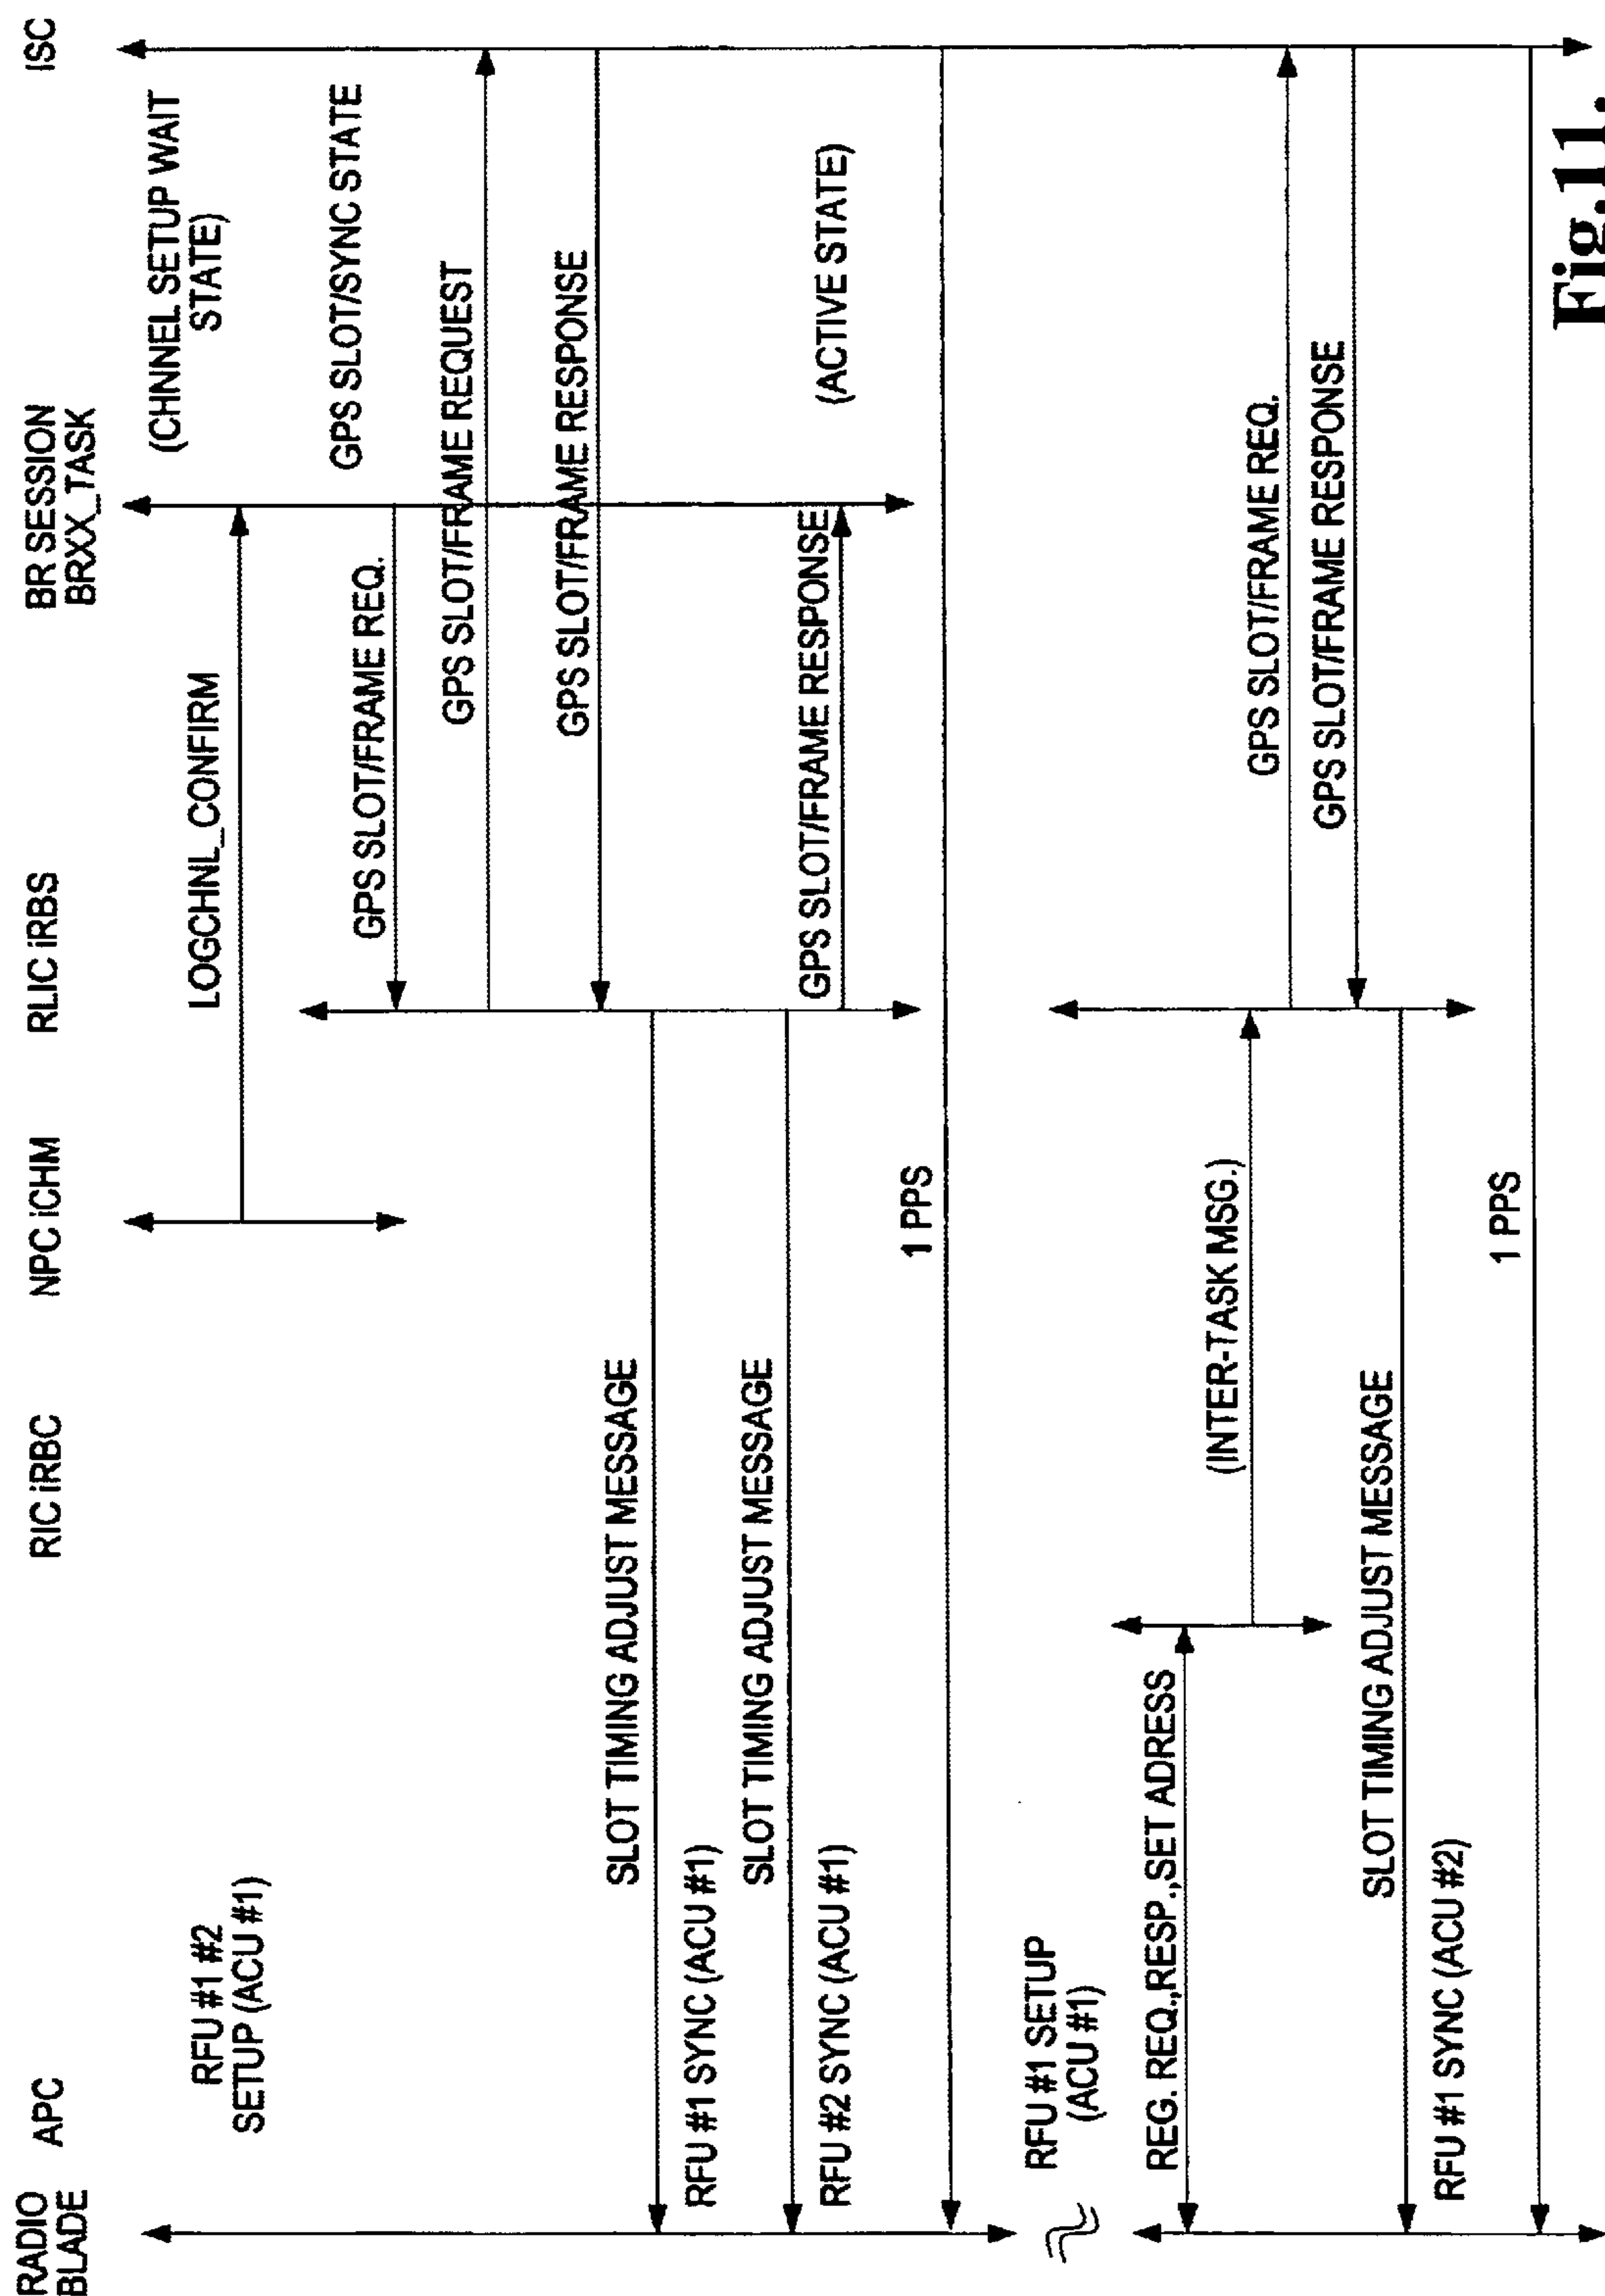 RADIO
BLADE
APC
RIC iRBC
NPC iCHM
RLIC iRBS
BR SESSION
BRXX_TASK
ISC
RFU #1 #2
SETUP (ACU #1)
LOGCHNL_CONFIRM
(CHNNEL SETUP WAIT
STATE)
GPS SLOT/SYNC STATE
GPS SLOT/FRAME REQ.
GPS SLOT/FRAME REQUEST
GPS SLOT/FRAME RESPONSE
SLOT TIMING ADJUST MESSAGE
RFU #1 SYNC (ACU #1)
SLOT TIMING ADJUST MESSAGE
RFU #2 SYNC (ACU #1)
GPS SLOT/FRAME RESPONSE
(ACTIVE STATE)
1 PPS
RFU #1 SETUP
(ACU #1)
REG. REQ.,RESP.,SET ADRESS
(INTER-TASK MSG.)
GPS SLOT/FRAME REQ.
GPS SLOT/FRAME RESPONSE
SLOT TIMING ADJUST MESSAGE
RFU #1 SYNC (ACU #2)
1 PPS
Fig.11.